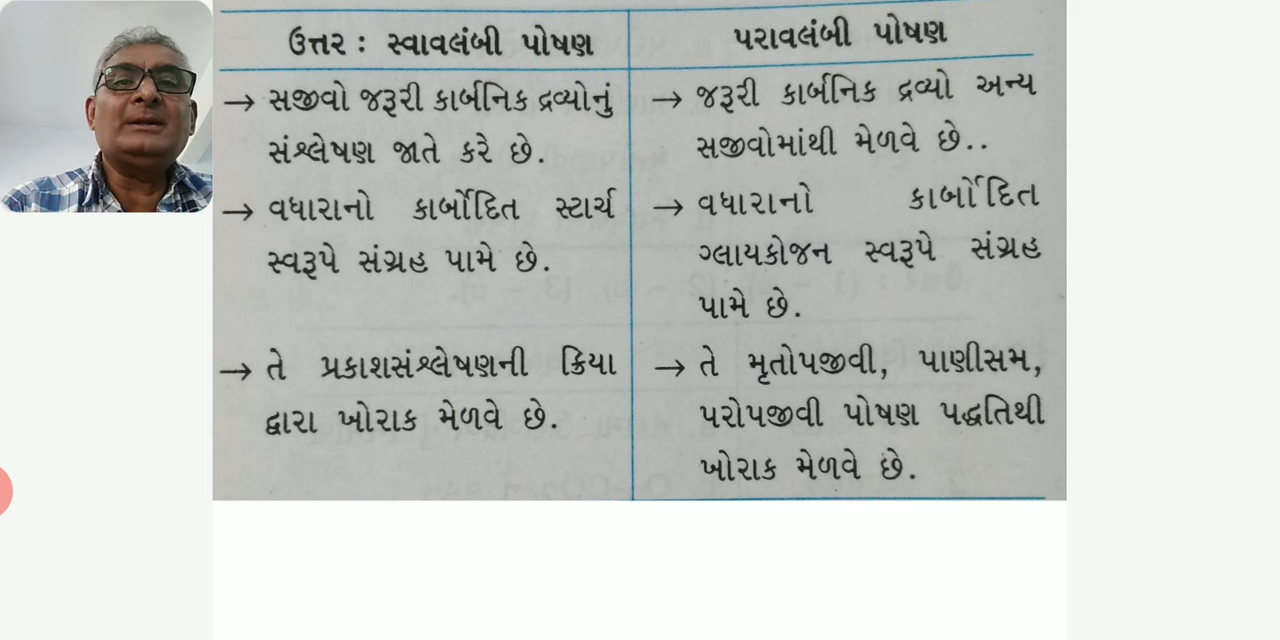 ઉત્તર : સ્વાવલંબી પોષણ
→ સજીવો જરૂરી કાર્બનિક દ્રવ્યોનું
સંશ્લેષણ જાતે કરે છે.
→ વધારાનો કાર્બોદિત સ્ટાર્ચ
સ્વરૂપે સંગ્રહ પામે છે.
→ તે પ્રકાશસંશ્લેષણની ક્રિયા
દ્વારા ખોરાક મેળવે છે.
પરાવલંબી પોષણ
→ જરૂરી કાર્બનિક દ્રવ્યો અન્ય
સજીવોમાંથી મેળવે છે..
→ વધારાનો કાર્બોદિત
ગ્લાયકોજન સ્વરૂપે સંગ્રહ
પામે છે.
→ તે મૃતોપજીવી, પાણીસમ,
પરોપજીવી પોષણ પદ્ધતિથી
ખોરાક મેળવે છે.